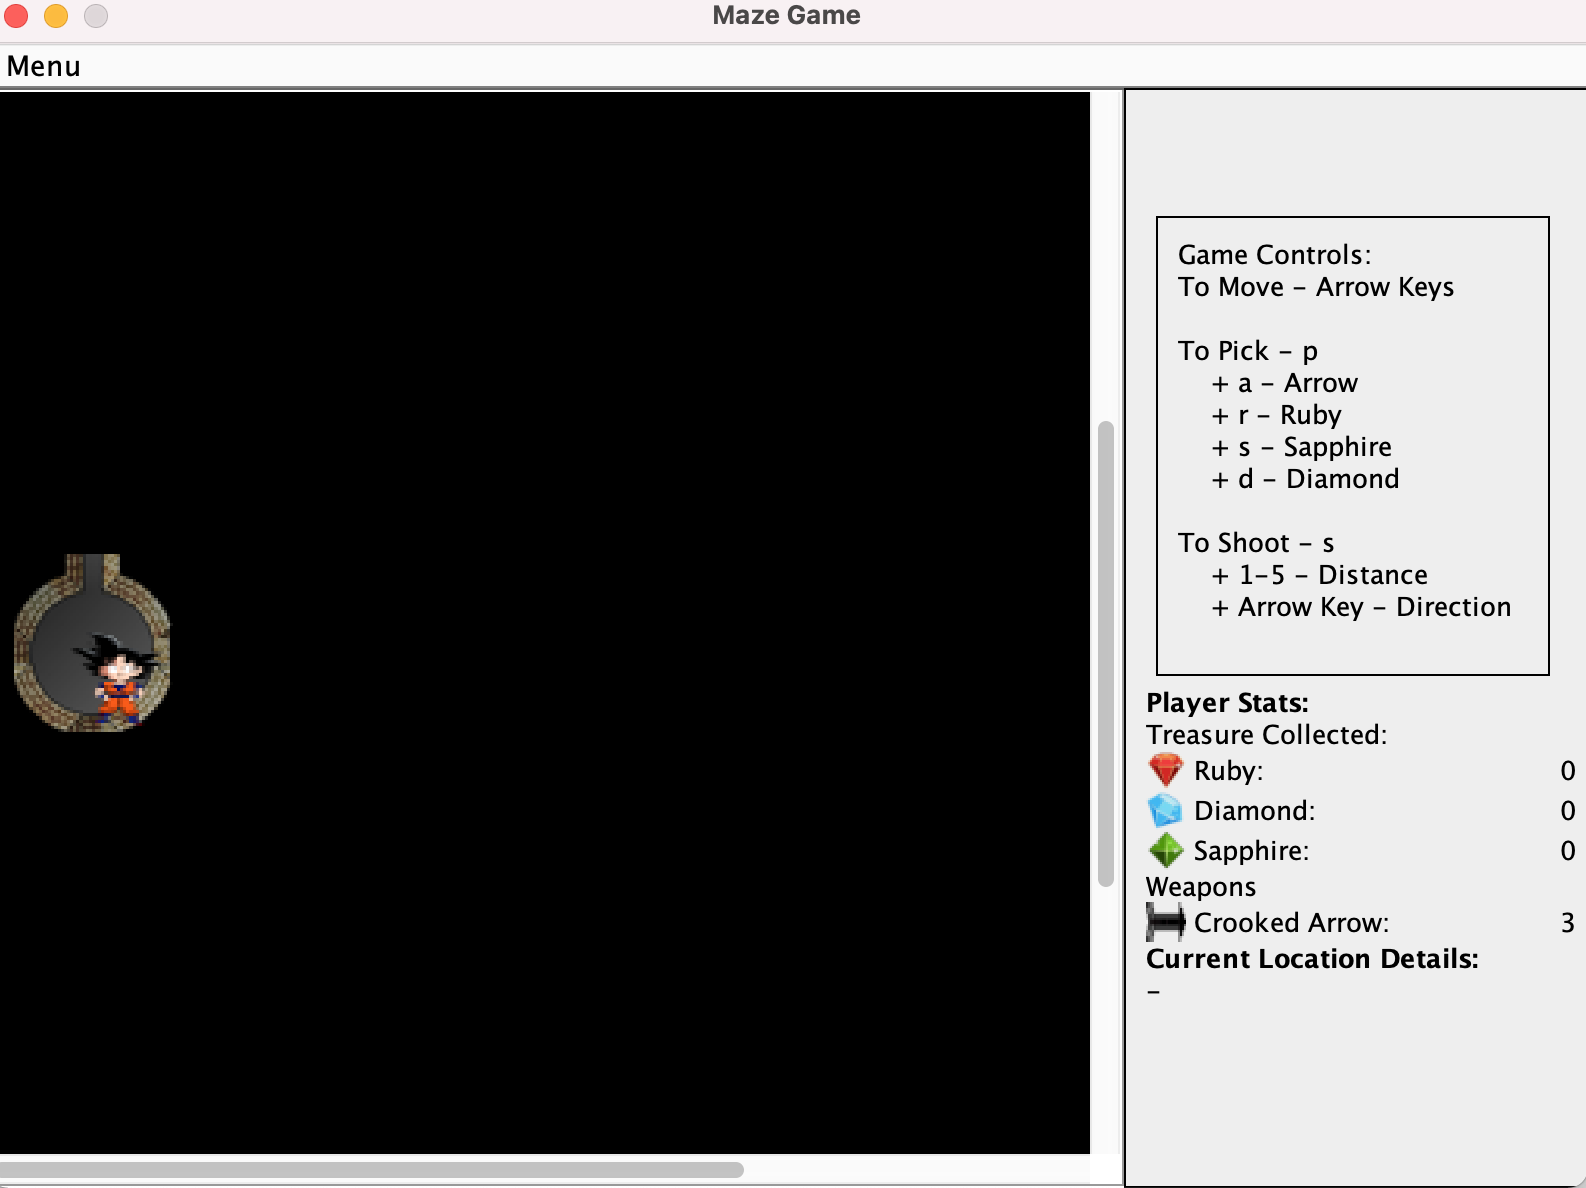 Maze Game
Menu
Game Controls:
To Move - Arrow Keys
To Pick - p
+ a - Arrow
+ r - Ruby
+ s - Sapphire
+ d - Diamond
To Shoot - s
+ 1-5 - Distance
+ Arrow Key - Direction
Player Stats:
Treasure Collected:
Ruby: 0
Diamond: 0
Sapphire: 0
Weapons
Crooked Arrow: 3
Current Location Details:
-